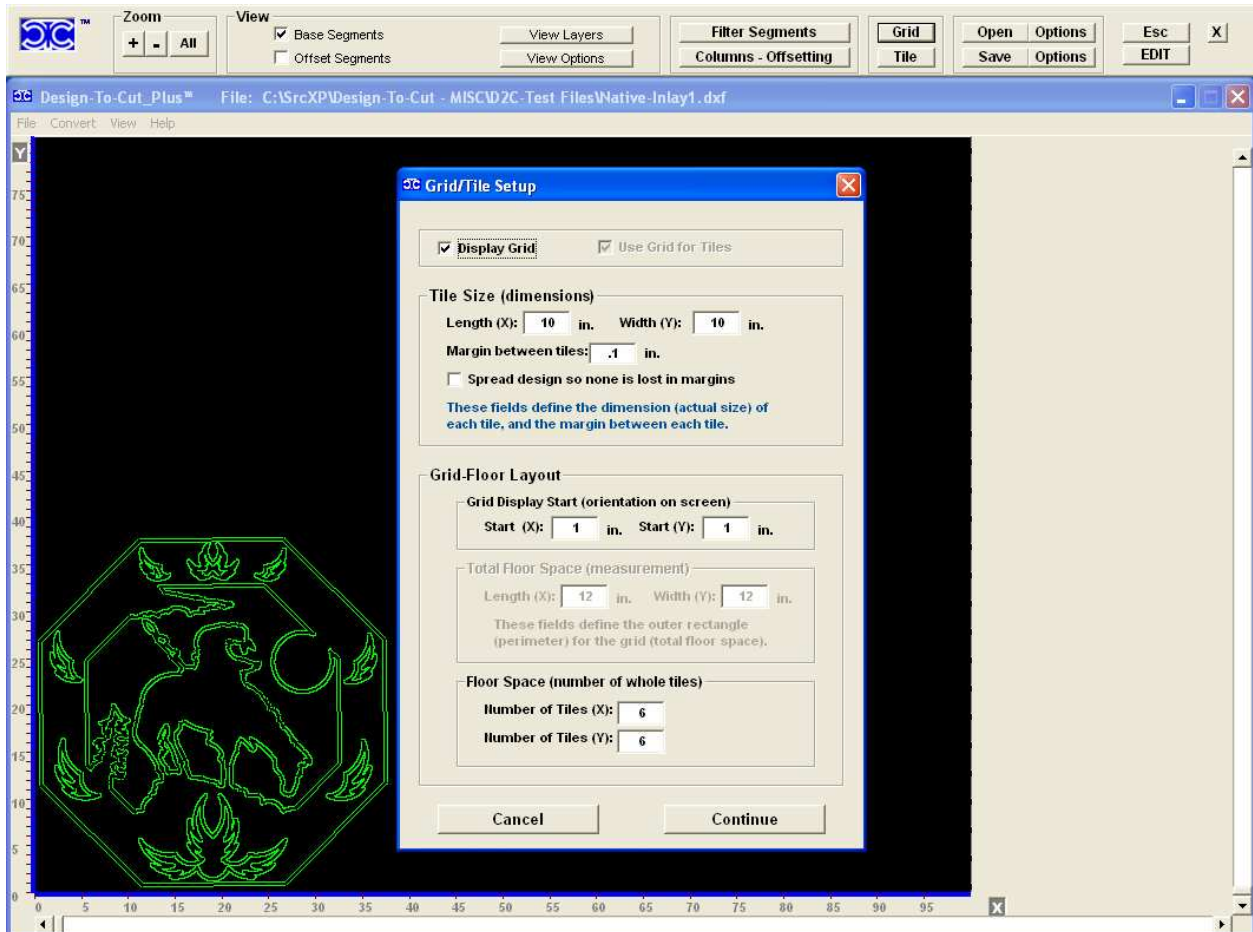 ™
Zoom
+ - All
View
Base Segments
Offset Segments
View Layers
View Options
Filter Segments
Columns - Offsetting
Grid
Tile
Open Options
Save Options
Esc
EDIT
X
Design-To-Cut_Plus™ File: C:\SrcXP\Design-To-Cut - MISC\D2C-Test Files\Native-Inlay1.dxf
File Convert View Help
Y
75
70
65
60
55
50
45
40
35
30
25
20
15
10
5
0
Grid/Tile Setup
Display Grid Use Grid for Tiles
Tile Size (dimensions)
Length (X): 10 in. Width (Y): 10 in.
Margin between tiles: .1 in.
Spread design so none is lost in margins
These fields define the dimension (actual size) of
each tile, and the margin between each tile.
Grid-Floor Layout
Grid Display Start (orientation on screen)
Start (X): 1 in. Start (Y): 1 in.
Total Floor Space (measurement)
Length (X): 12 in. Width (Y): 12 in.
These fields define the outer rectangle
(perimeter) for the grid (total floor space).
Floor Space (number of whole tiles)
Number of Tiles (X): 6
Number of Tiles (Y): 6
Cancel Continue
0 5 10 15 20 25 30 35 40 45 50 55 60 65 70 75 80 85 90 95 X